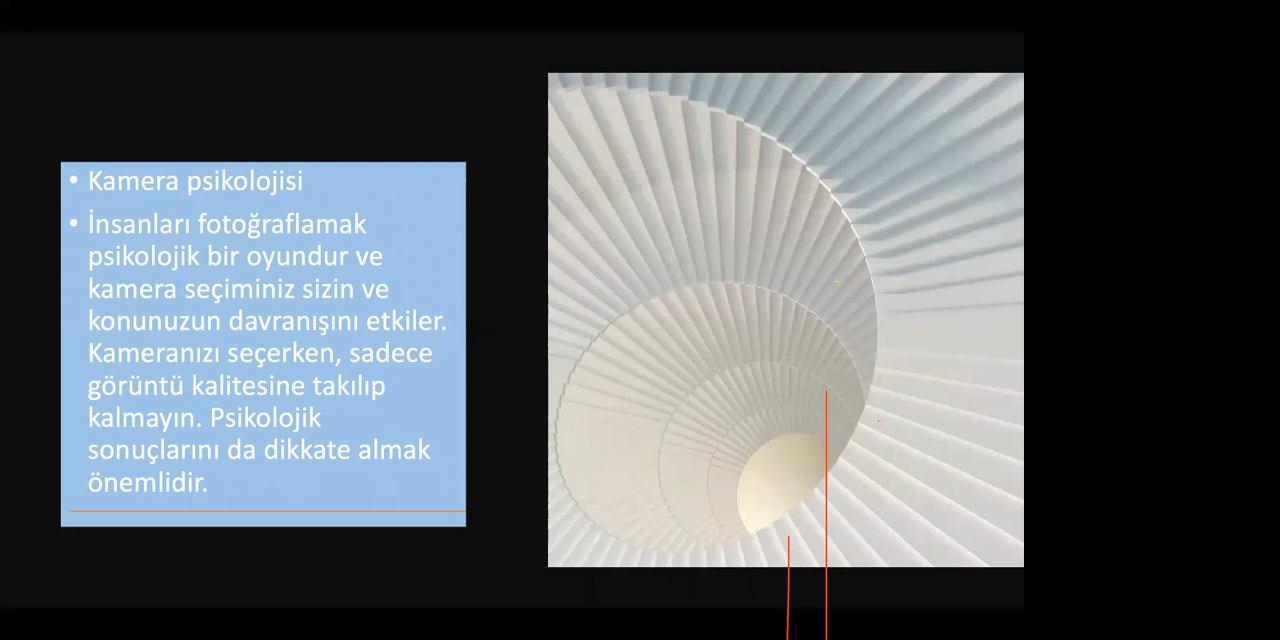 • Kamera psikolojisi
• İnsanları fotoğraflamak
psikolojik bir oyundur ve
kamera seçiminiz sizin ve
konunuzun davranışını etkiler.
Kameranızı seçerken, sadece
görüntü kalitesine takılıp
kalmayın. Psikolojik
sonuçlarını da dikkate almak
önemlidir.